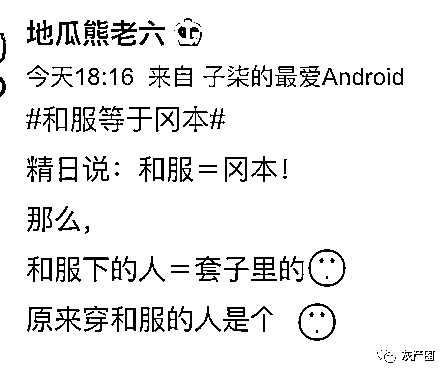 地瓜熊老六
今天18:16 来自 子柒的最爱Android
#和服等于冈本#
精日说：和服＝冈本！
那么，
和服下的人＝套子里的
原来穿和服的人是个
灰产圈